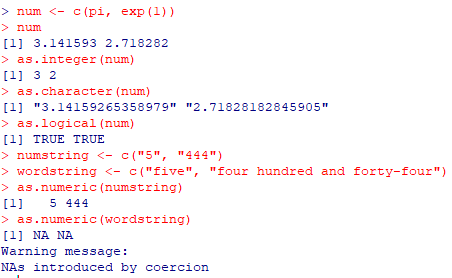 > num <- c(pi, exp(1))
> num
[1] 3.141593 2.718282
> as.integer(num)
[1] 3 2
> as.character(num)
[1] "3.14159265358979" "2.71828182845905"
> as.logical(num)
[1] TRUE TRUE
> numstring <- c("5", "444")
> wordstring <- c("five", "four hundred and forty-four")
> as.numeric(numstring)
[1]   5 444
> as.numeric(wordstring)
[1] NA NA
Warning message:
NAs introduced by coercion